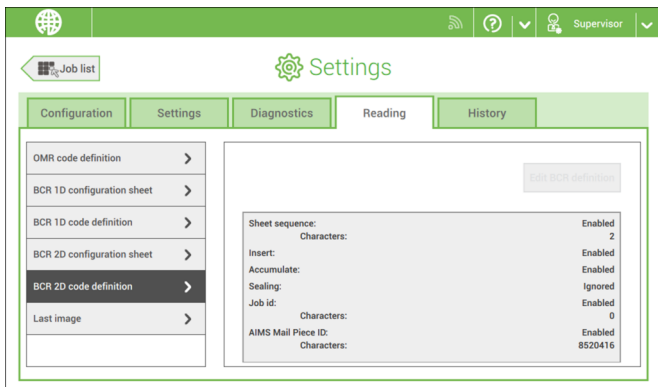 Supervisor
Job list
Settings
Configuration
Settings
Diagnostics
Reading
History
OMR code definition
BCR 1D configuration sheet
BCR 1D code definition
BCR 2D configuration sheet
BCR 2D code definition
Last image
Edit BCR definition
Sheet sequence: Enabled
Characters: 2
Insert: Enabled
Accumulate: Enabled
Sealing: Ignored
Job id: Enabled
Characters: 0
AIMS Mail Piece ID: Enabled
Characters: 8520416